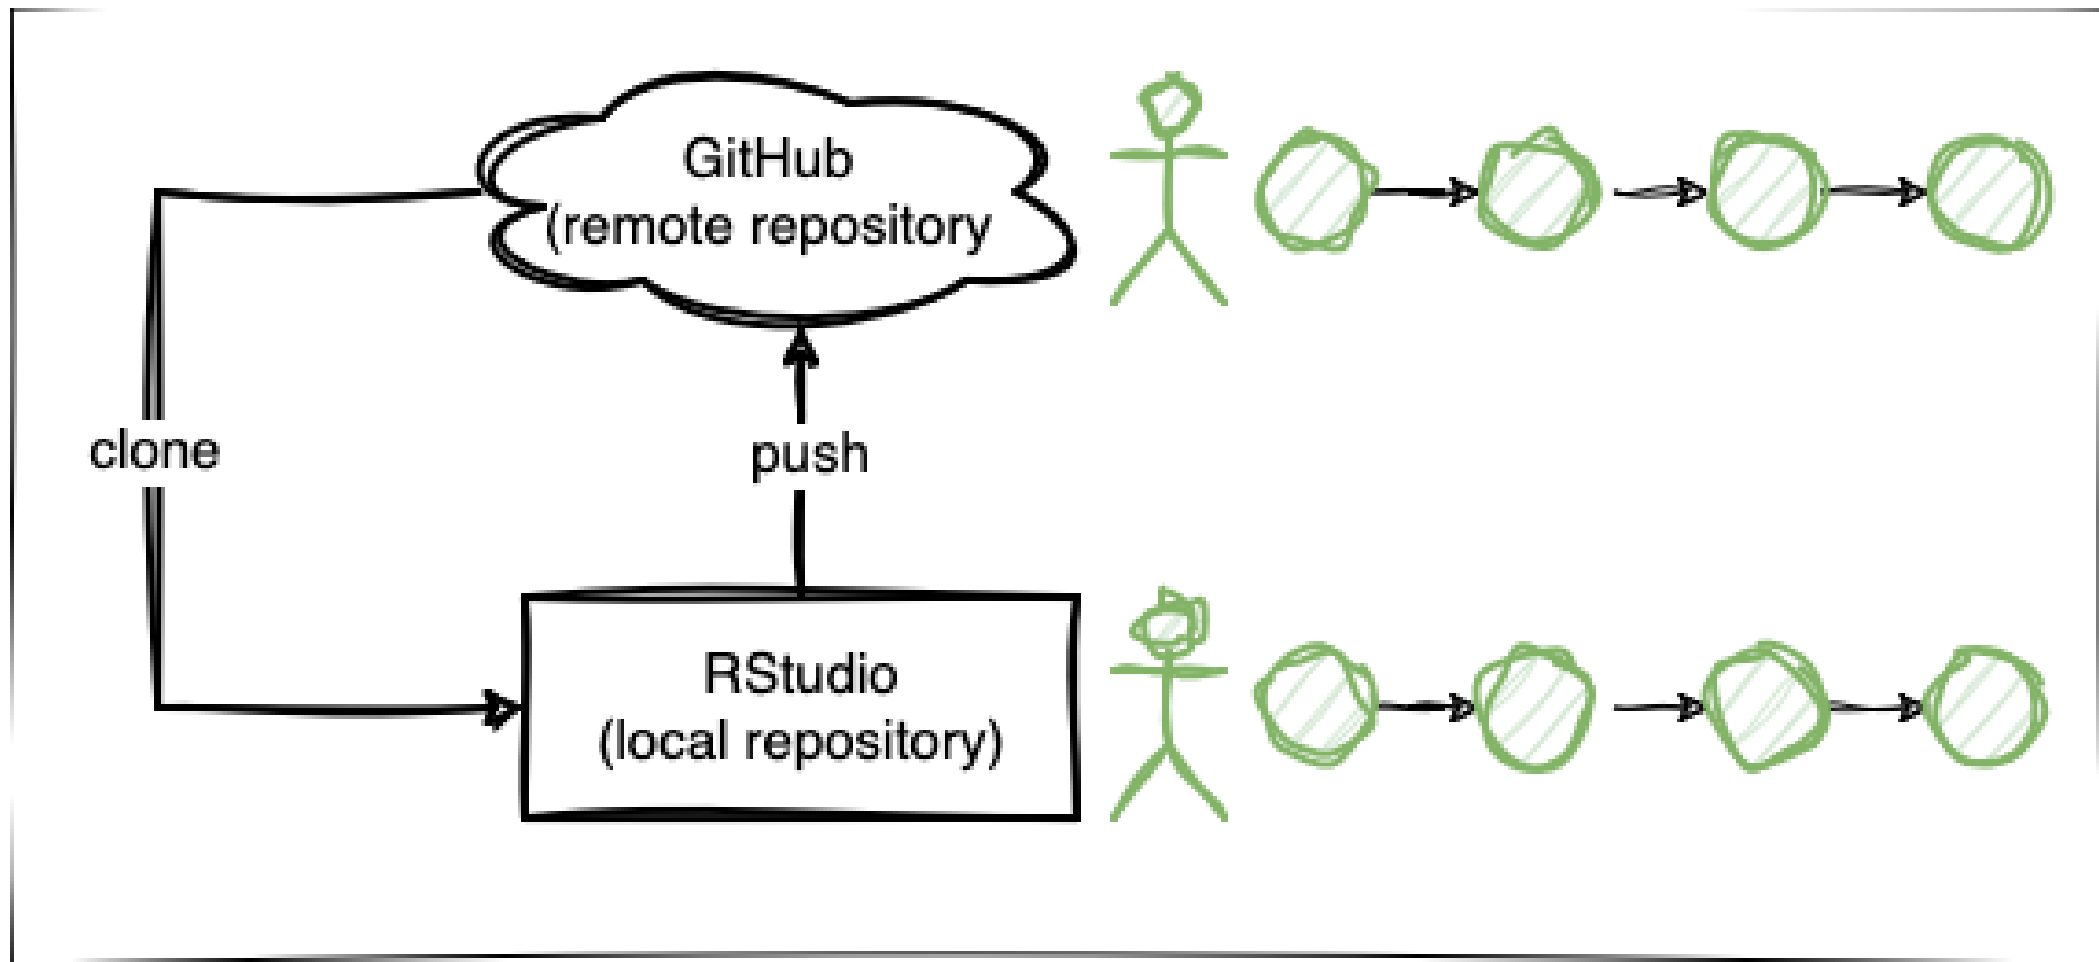 GitHub
(remote repository
clone
push
RStudio
(local repository)